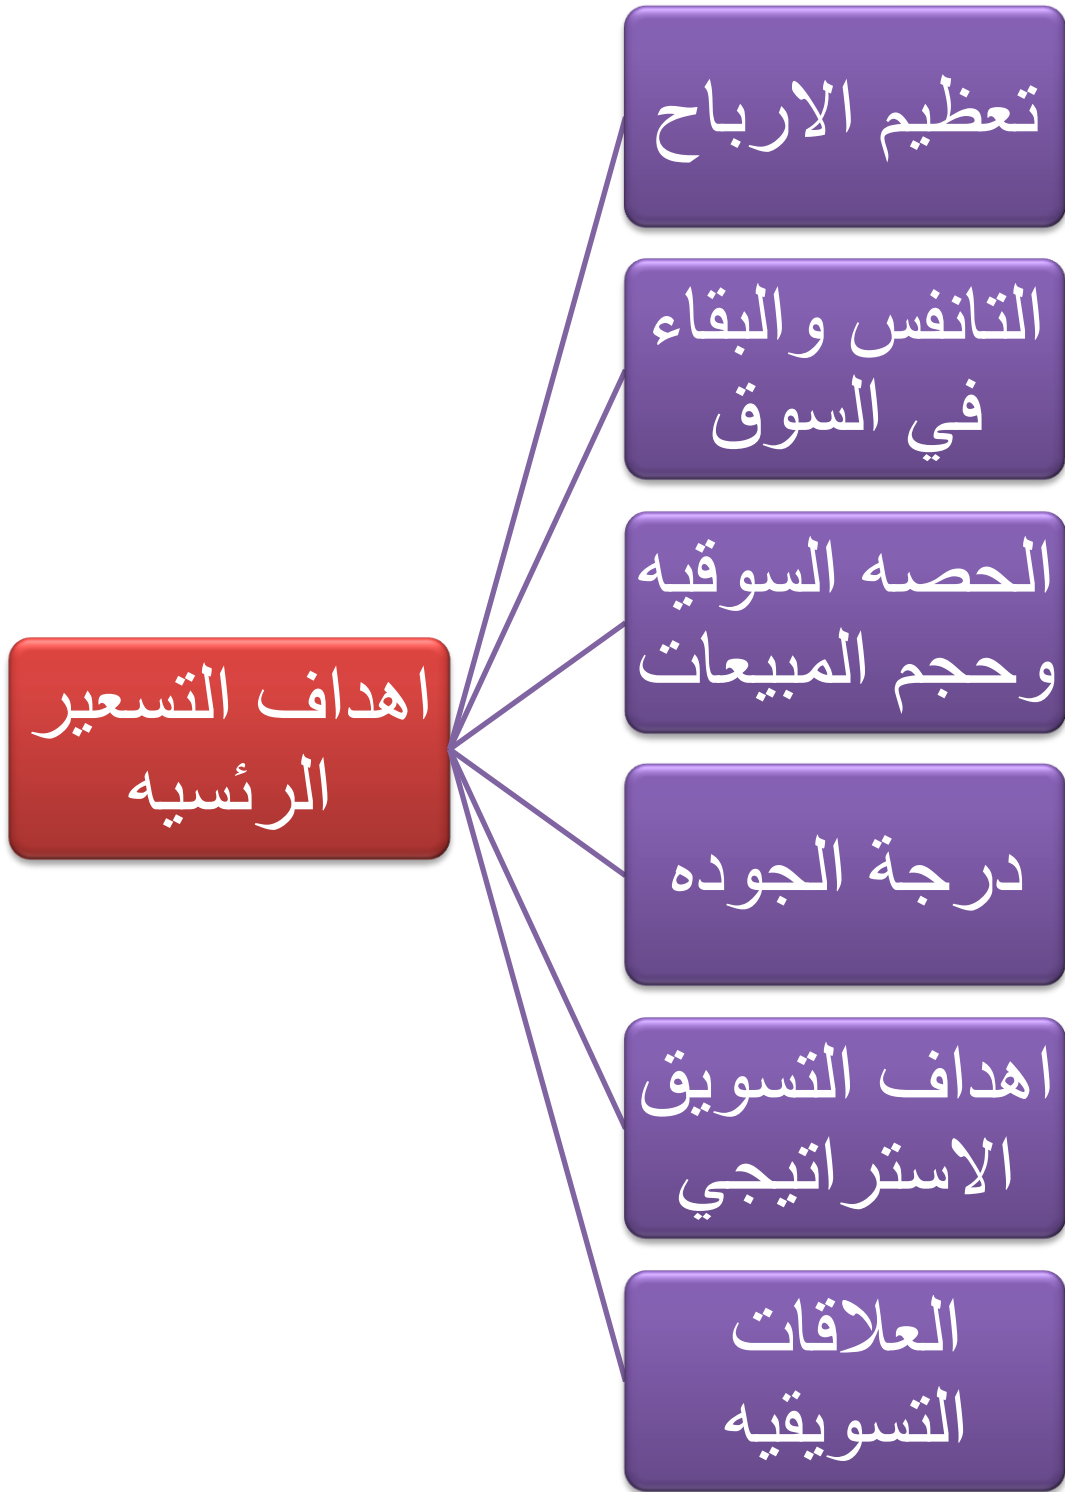 تعظيم الارباح
التانفس والبقاء
في السوق
الحصه السوقيه
وحجم المبيعات
اهداف التسعير
الرئسيه
درجة الجوده
اهداف التسويق
الاستراتيجي
العلاقات
التسويقيه